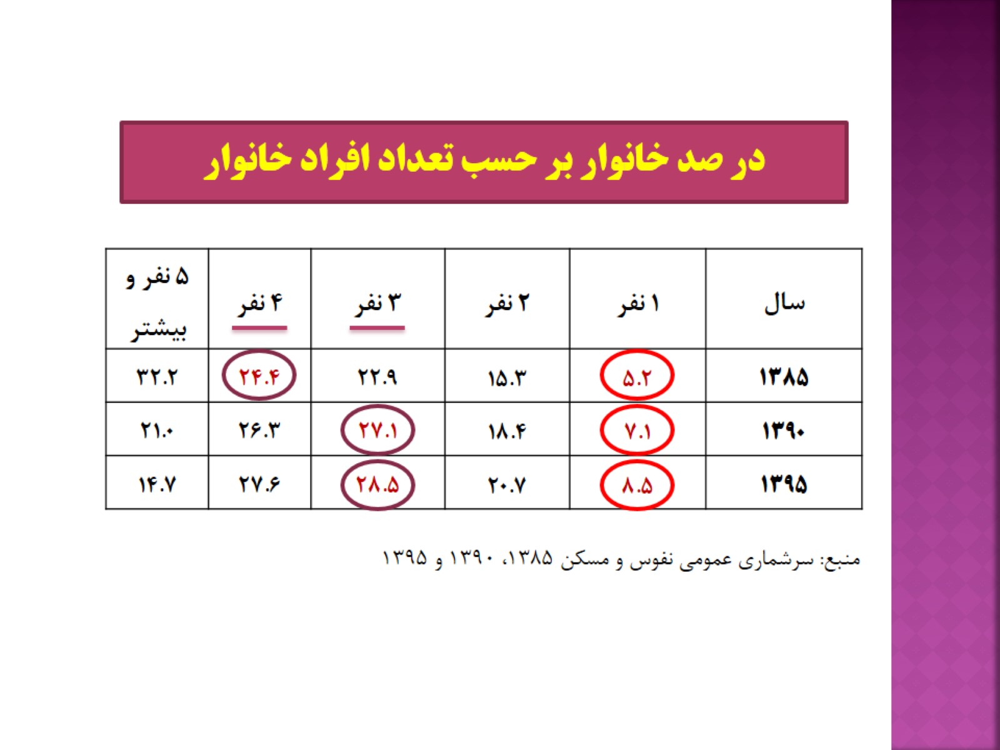 در صد خانوار بر حسب تعداد افراد خانوار
سال ۱ نفر ۲ نفر ۳ نفر ۴ نفر ۵ نفر و بیشتر
۱۳۸۵ ۵.۲ ۱۵.۳ ۲۲.۹ ۲۴.۴ ۳۲.۲
۱۳۹۰ ۷.۱ ۱۸.۴ ۲۷.۱ ۲۶.۳ ۲۱.۰
۱۳۹۵ ۸.۵ ۲۰.۷ ۲۸.۵ ۲۷.۶ ۱۴.۷
منبع: سرشماری عمومی نفوس و مسکن ۱۳۸۵، ۱۳۹۰ و ۱۳۹۵